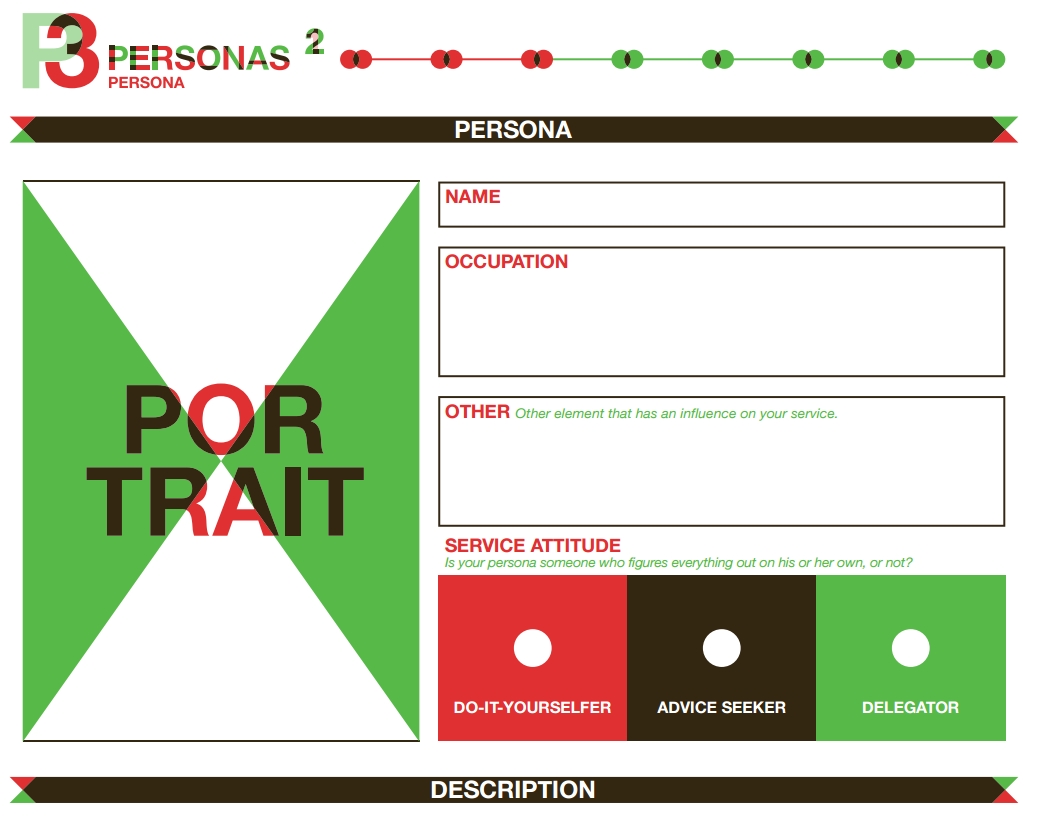 P3 PERSONAS 2
PERSONA
PERSONA
POR
TRAIT
NAME
OCCUPATION
OTHER Other element that has an influence on your service.
SERVICE ATTITUDE
Is your persona someone who figures everything out on his or her own, or not?
DO-IT-YOURSELFER ADVICE SEEKER DELEGATOR
DESCRIPTION